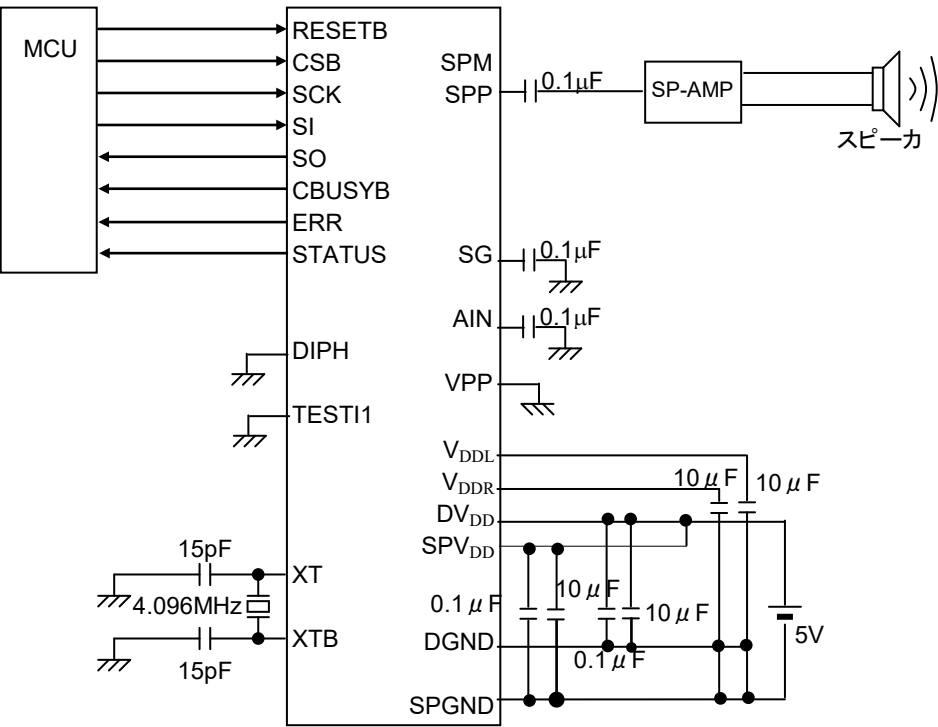 MCU
RESETB
CSB
SCK
SI
SO
CBUSYB
ERR
STATUS
DIPH
TESTI1
15pF
XT
4.096MHz
XTB
15pF
SPM
SPP
0.1μF
SP-AMP
スピーカ
SG
0.1μF
AIN
0.1μF
VPP
VDDL
VDDR
10μF
10μF
DVDD
SPVDD
0.1μF
10μF
10μF
0.1μF
DGND
5V
SPGND